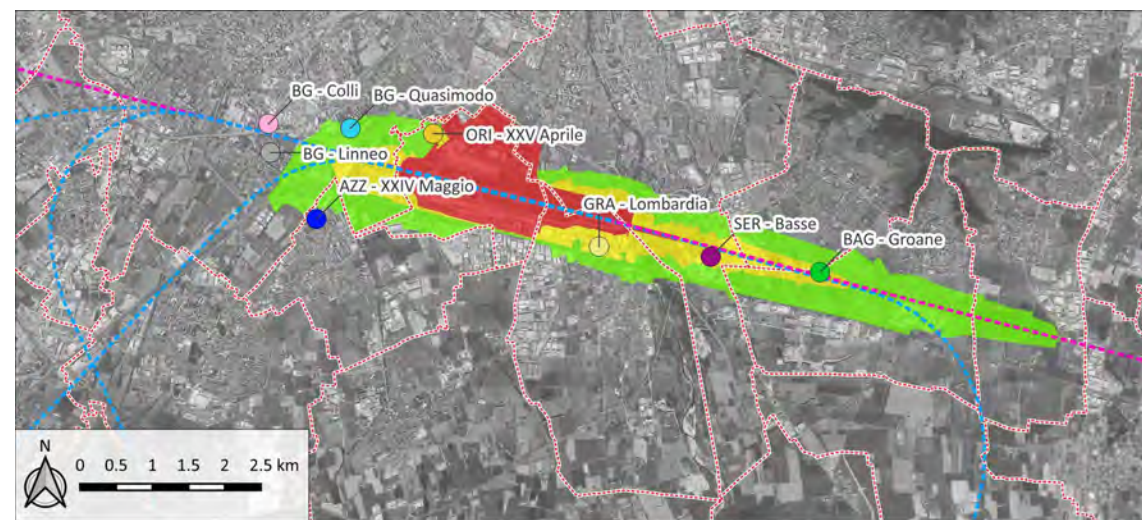 BG - Colli
BG - Quasimodo
ORI - XXV Aprile
BG - Linneo
AZZ - XXIV Maggio
GRA - Lombardia
SER - Basse
BAG - Groane
N
0 0.5 1 1.5 2 2.5 km